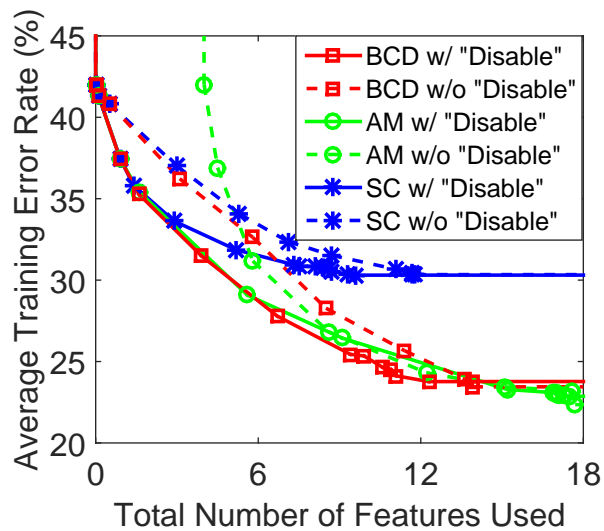 Average Training Error Rate (%)
45
40
35
30
25
20
BCD w/ "Disable"
BCD w/o "Disable"
AM w/ "Disable"
AM w/o "Disable"
SC w/ "Disable"
SC w/o "Disable"
0
6
12
18
Total Number of Features Used